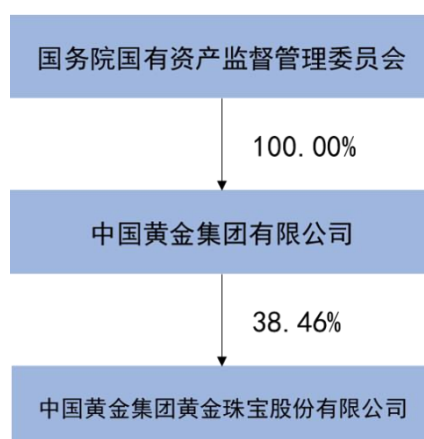 国务院国有资产监督管理委员会
100.00%
中国黄金集团有限公司
38.46%
中国黄金集团黄金珠宝股份有限公司